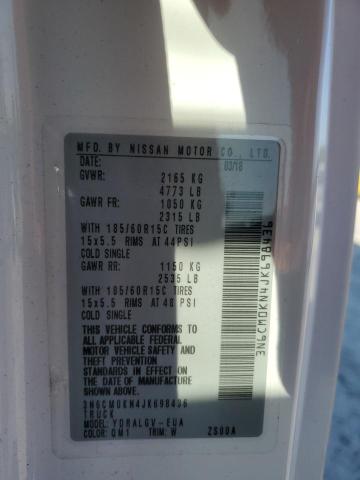 MFD. BY NISSAN MOTOR CO., LTD.
DATE: 03/18
GVWR: 2165 KG
4773 LB
GAWR FR: 1050 KG
2315 LB
WITH 185/60R15C TIRES
15x5.5 RIMS AT 44PSI
COLD SINGLE
GAWR RR: 1150 KG
2535 LB
WITH 185/60R15C TIRES
15x5.5 RIMS AT 48 PSI
COLD SINGLE
THIS VEHICLE CONFORMS TO
ALL APPLICABLE FEDERAL
MOTOR VEHICLE SAFETY AND
THEFT PREVENTION
STANDARDS IN EFFECT ON
THE DATE OF MANUFACTURE
SHOWN ABOVE.
3N6CM0KN4JK698436
TRUCK
MODEL: YDRALGV-EUA
COLOR: QM1 TRIM: W ZS00A
3N6CM0KN4JK698436